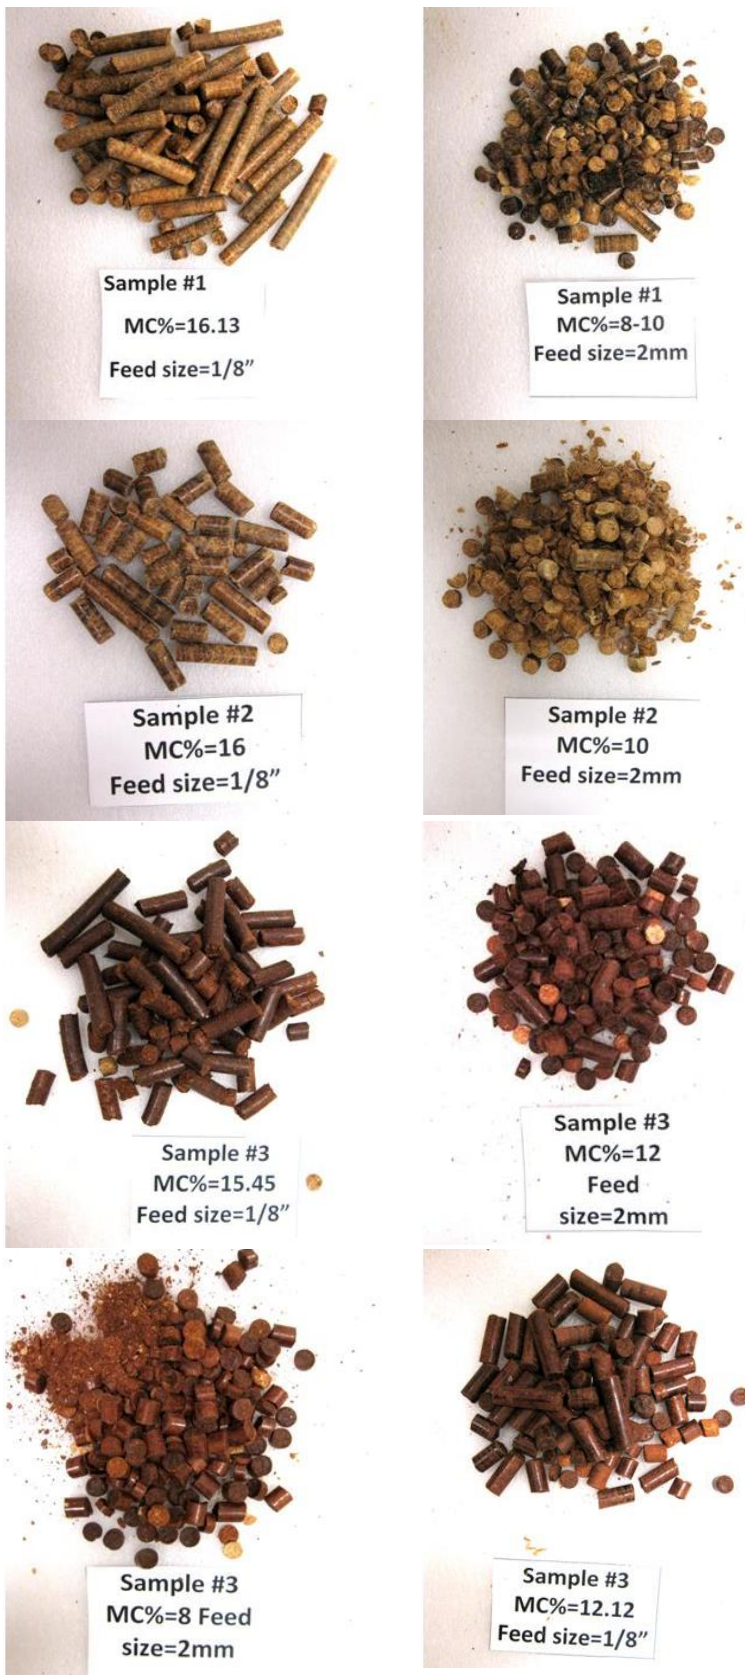 Sample #1
MC%=16.13
Feed size=1/8”
Sample #1
MC%=8-10
Feed size=2mm
Sample #2
MC%=16
Feed size=1/8”
Sample #2
MC%=10
Feed size=2mm
Sample #3
MC%=15.45
Feed size=1/8”
Sample #3
MC%=12
Feed
size=2mm
Sample #3
MC%=8 Feed
size=2mm
Sample #3
MC%=12.12
Feed size=1/8”